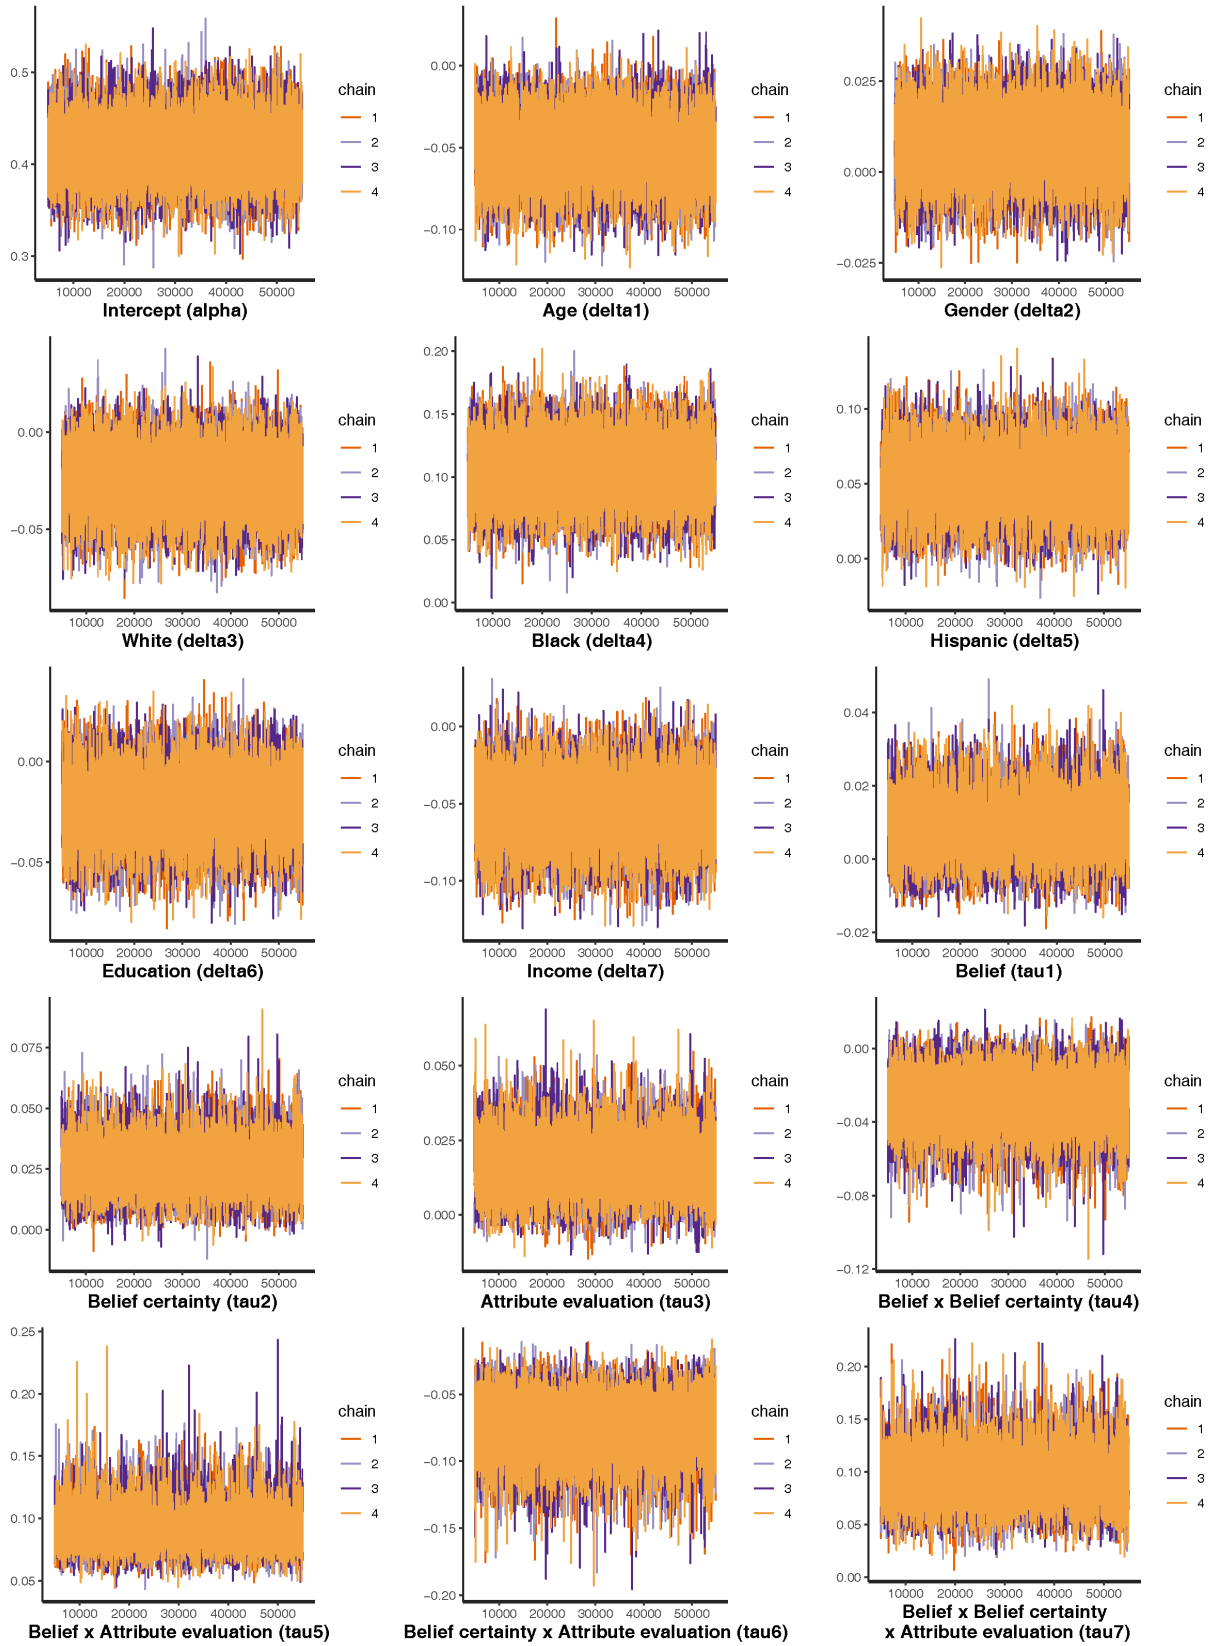 0.5
0.4
0.3
10000 20000 30000 40000 50000
Intercept (alpha)
chain
1
2
3
4
0.00
−0.05
−0.10
10000 20000 30000 40000 50000
Age (delta1)
chain
1
2
3
4
0.025
0.000
−0.025
10000 20000 30000 40000 50000
Gender (delta2)
chain
1
2
3
4
0.00
−0.05
10000 20000 30000 40000 50000
White (delta3)
chain
1
2
3
4
0.20
0.15
0.10
0.05
0.00
10000 20000 30000 40000 50000
Black (delta4)
chain
1
2
3
4
0.10
0.05
0.00
10000 20000 30000 40000 50000
Hispanic (delta5)
chain
1
2
3
4
0.00
−0.05
10000 20000 30000 40000 50000
Education (delta6)
chain
1
2
3
4
0.00
−0.05
−0.10
10000 20000 30000 40000 50000
Income (delta7)
chain
1
2
3
4
0.04
0.02
0.00
−0.02
10000 20000 30000 40000 50000
Belief (tau1)
chain
1
2
3
4
0.075
0.050
0.025
0.000
10000 20000 30000 40000 50000
Belief certainty (tau2)
chain
1
2
3
4
0.050
0.025
0.000
10000 20000 30000 40000 50000
Attribute evaluation (tau3)
chain
1
2
3
4
0.00
−0.04
−0.08
−0.12
10000 20000 30000 40000 50000
Belief x Belief certainty (tau4)
chain
1
2
3
4
0.25
0.20
0.15
0.10
0.05
10000 20000 30000 40000 50000
Belief x Attribute evaluation (tau5)
chain
1
2
3
4
−0.05
−0.10
−0.15
−0.20
10000 20000 30000 40000 50000
Belief certainty x Attribute evaluation (tau6)
chain
1
2
3
4
0.20
0.15
0.10
0.05
0.00
10000 20000 30000 40000 50000
Belief x Belief certainty
x Attribute evaluation (tau7)
chain
1
2
3
4